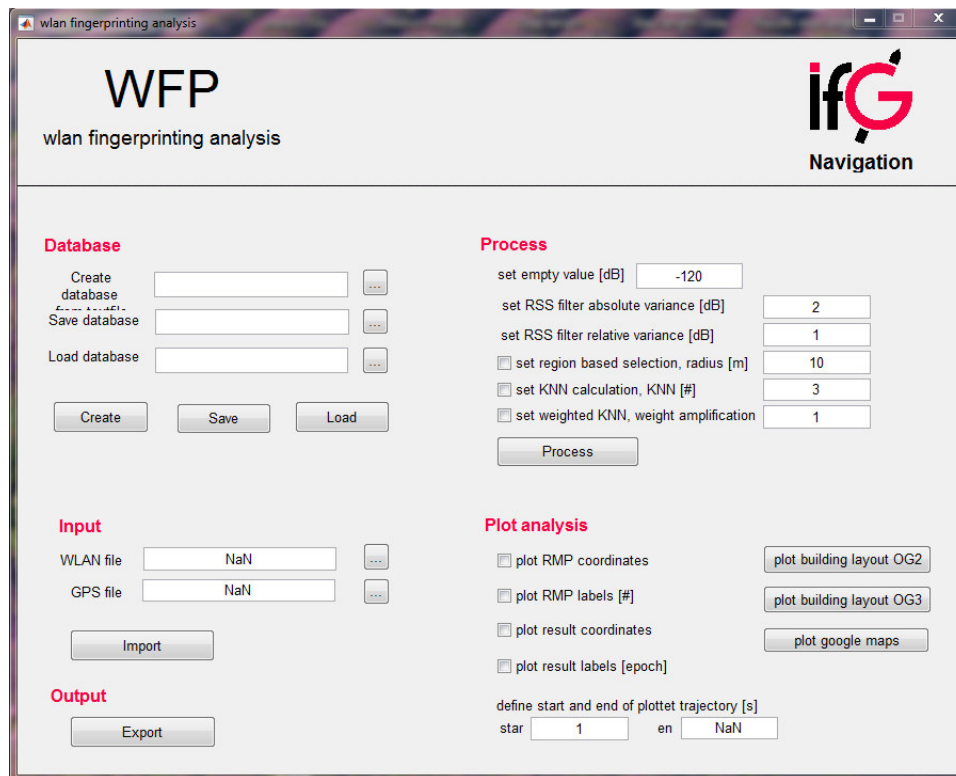 wlan fingerprinting analysis
WFP
wlan fingerprinting analysis
ifG
Navigation
Database
Create
database
from textfile
...
Save database
...
Load database
...
Create
Save
Load
Process
set empty value [dB]
-120
set RSS filter absolute variance [dB]
2
set RSS filter relative variance [dB]
1
set region based selection, radius [m]
10
set KNN calculation, KNN [#]
3
set weighted KNN, weight amplification
1
Process
Input
WLAN file
NaN
...
GPS file
NaN
...
Import
Output
Export
Plot analysis
plot RMP coordinates
plot RMP labels [#]
plot result coordinates
plot result labels [epoch]
plot building layout OG2
plot building layout OG3
plot google maps
define start and end of plottet trajectory [s]
star
1
en
NaN